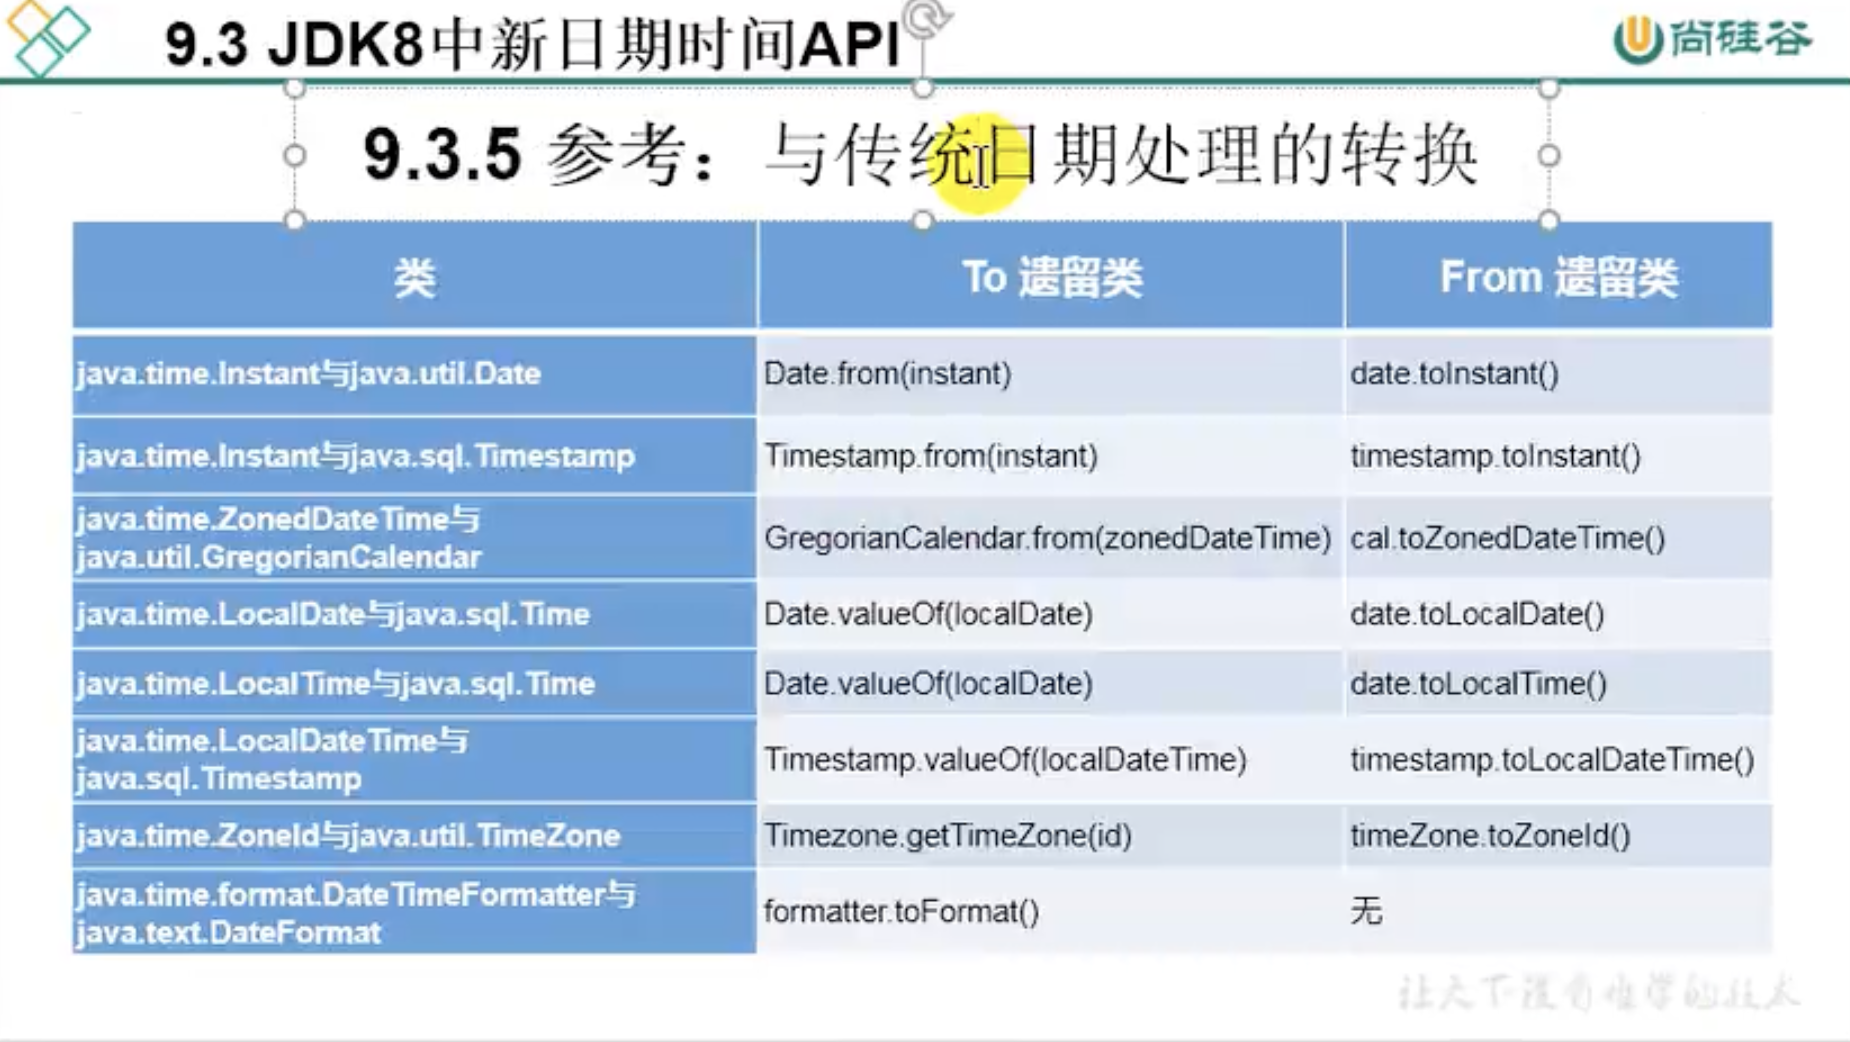 9.3 JDK8中新日期时间API
尚硅谷
9.3.5 参考：与传统日期处理的转换
类
To 遗留类
From 遗留类
java.time.Instant与java.util.Date
Date.from(instant)
date.toInstant()
java.time.Instant与java.sql.Timestamp
Timestamp.from(instant)
timestamp.toInstant()
java.time.ZonedDateTime与
java.util.GregorianCalendar
GregorianCalendar.from(zonedDateTime)
cal.toZonedDateTime()
java.time.LocalDate与java.sql.Time
Date.valueOf(localDate)
date.toLocalDate()
java.time.LocalTime与java.sql.Time
Date.valueOf(localDate)
date.toLocalTime()
java.time.LocalDateTime与
java.sql.Timestamp
Timestamp.valueOf(localDateTime)
timestamp.toLocalDateTime()
java.time.ZoneId与java.util.TimeZone
Timezone.getTimeZone(id)
timeZone.toZoneId()
java.time.format.DateTimeFormatter与
java.text.DateFormat
formatter.toFormat()
无
让天下没有难学的技术